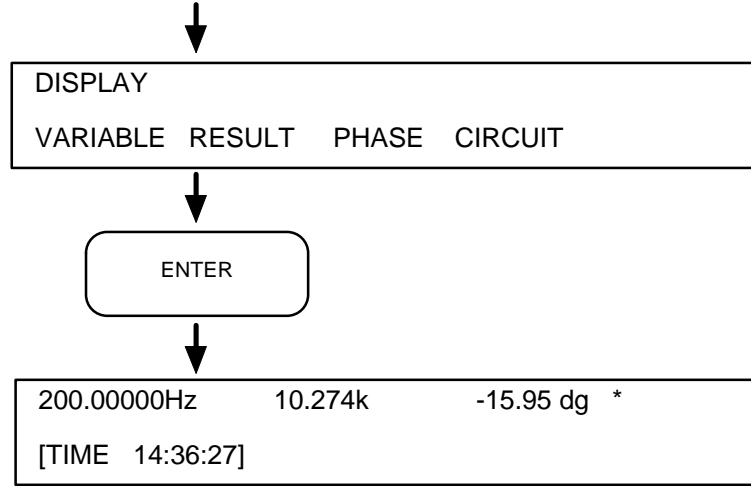 DISPLAY
VARIABLE RESULT PHASE CIRCUIT
ENTER
200.00000Hz 10.274k -15.95 dg *
[TIME 14:36:27]